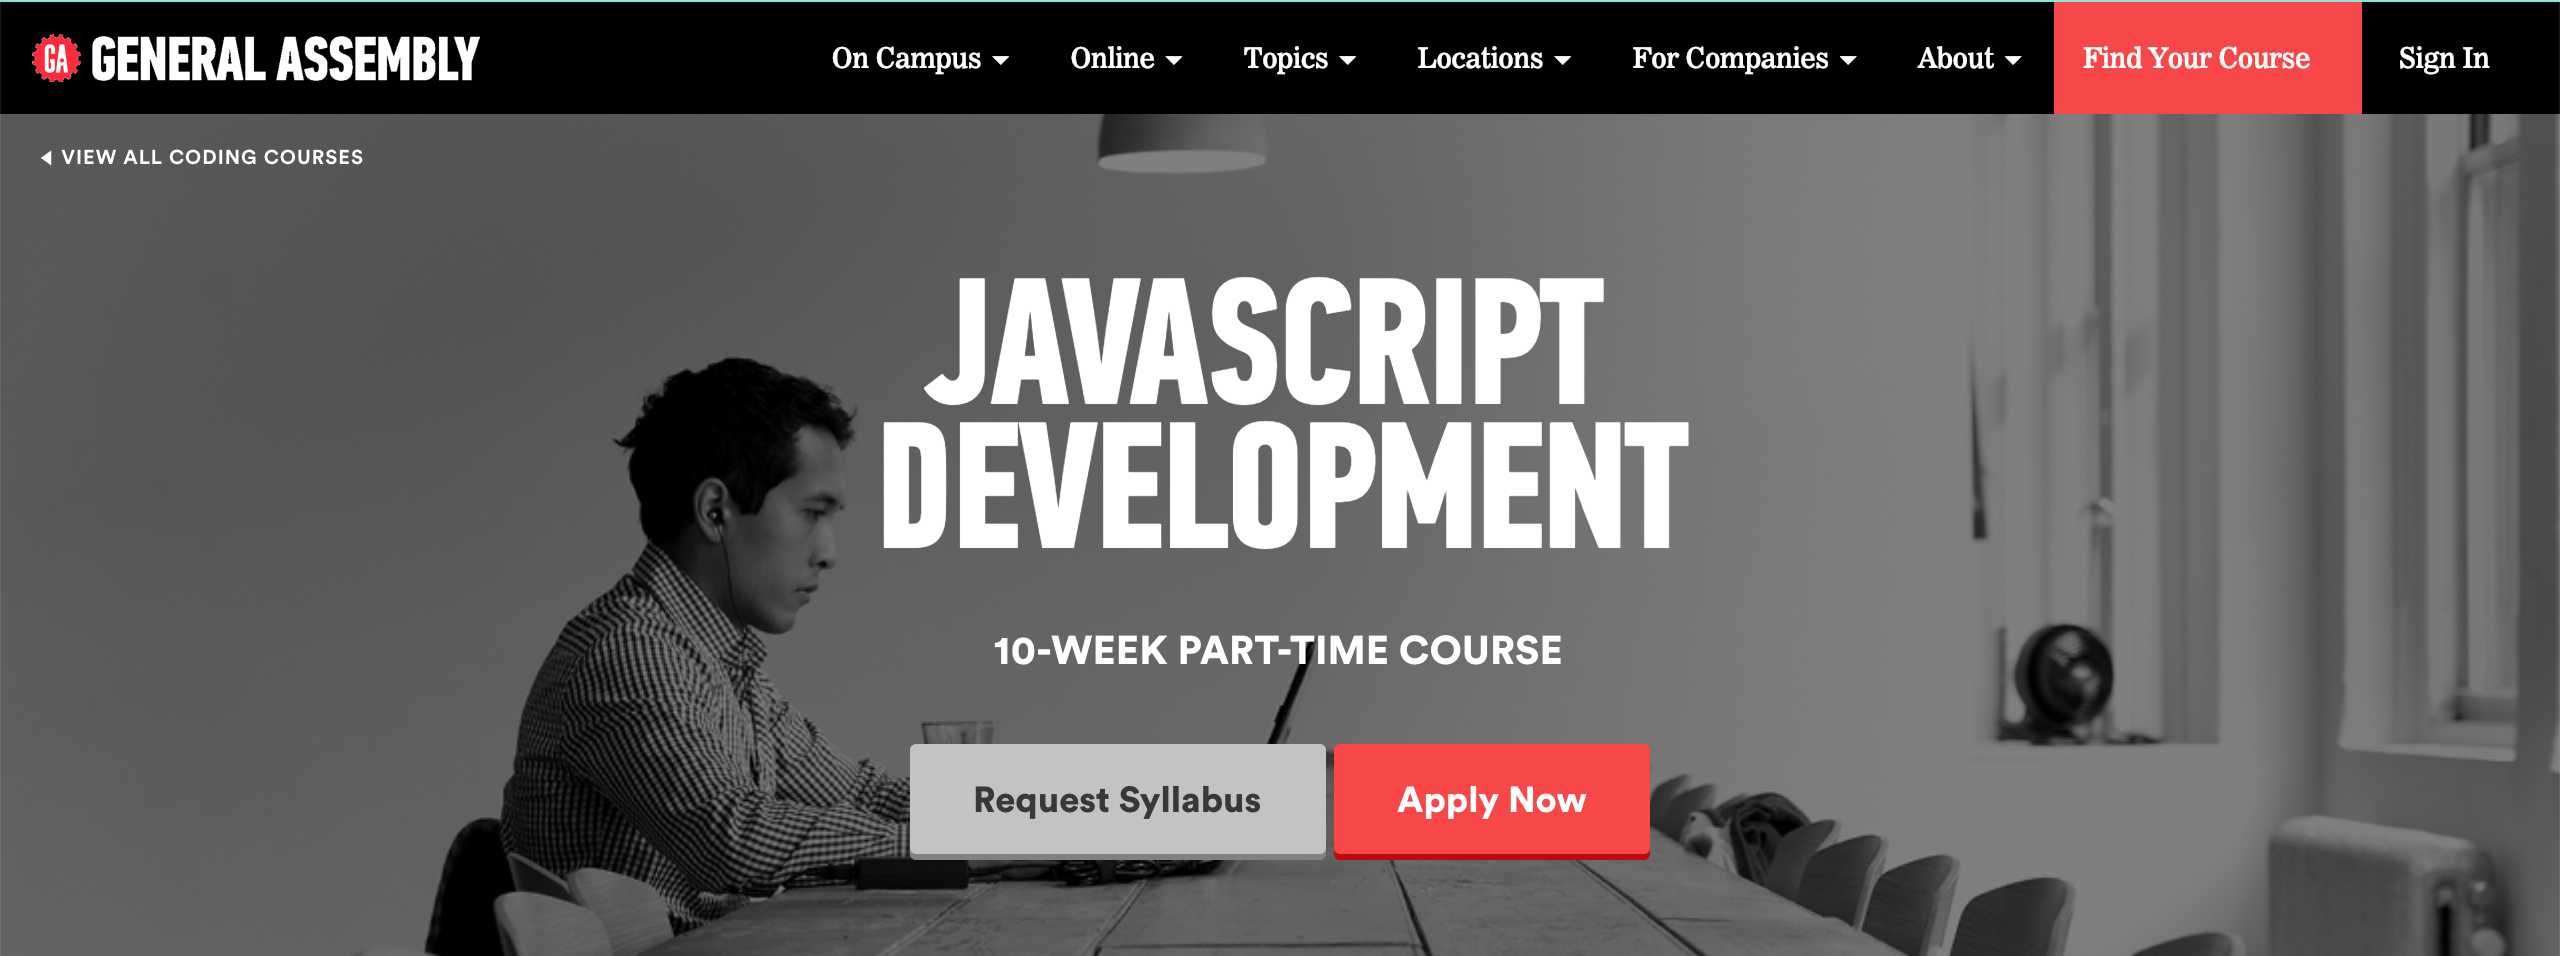 GA GENERAL ASSEMBLY
On Campus Online Topics Locations For Companies About Find Your Course Sign In
VIEW ALL CODING COURSES
JAVASCRIPT
DEVELOPMENT
10-WEEK PART-TIME COURSE
Request Syllabus Apply Now